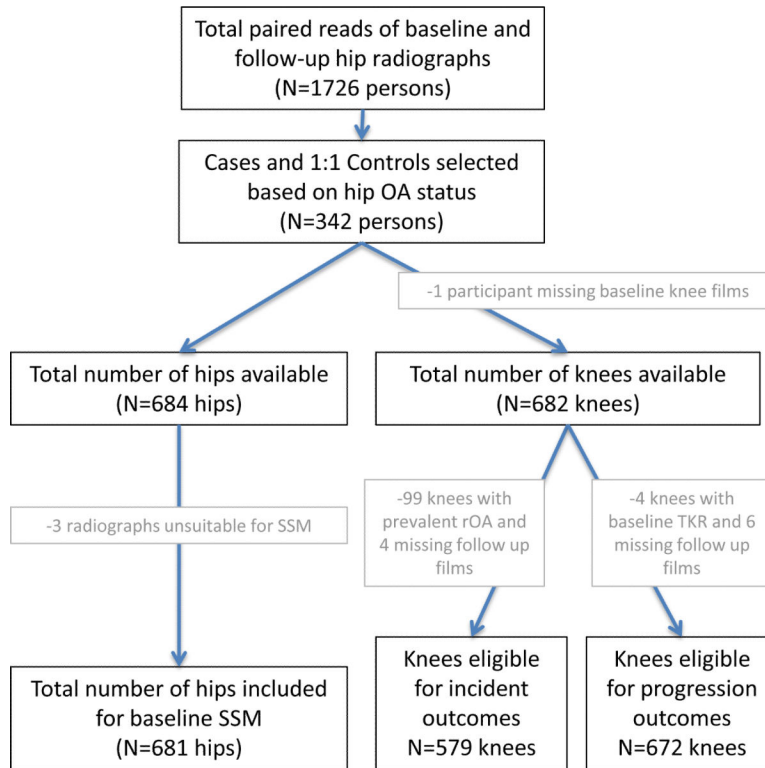 Total paired reads of baseline and
follow-up hip radiographs
(N=1726 persons)
Cases and 1:1 Controls selected
based on hip OA status
(N=342 persons)
-1 participant missing baseline knee films
Total number of hips available
(N=684 hips)
Total number of knees available
(N=682 knees)
-3 radiographs unsuitable for SSM
-99 knees with
prevalent rOA and
4 missing follow up
films
-4 knees with
baseline TKR and 6
missing follow up
films
Total number of hips included
for baseline SSM
(N=681 hips)
Knees eligible
for incident
outcomes
N=579 knees
Knees eligible
for progression
outcomes
N=672 knees